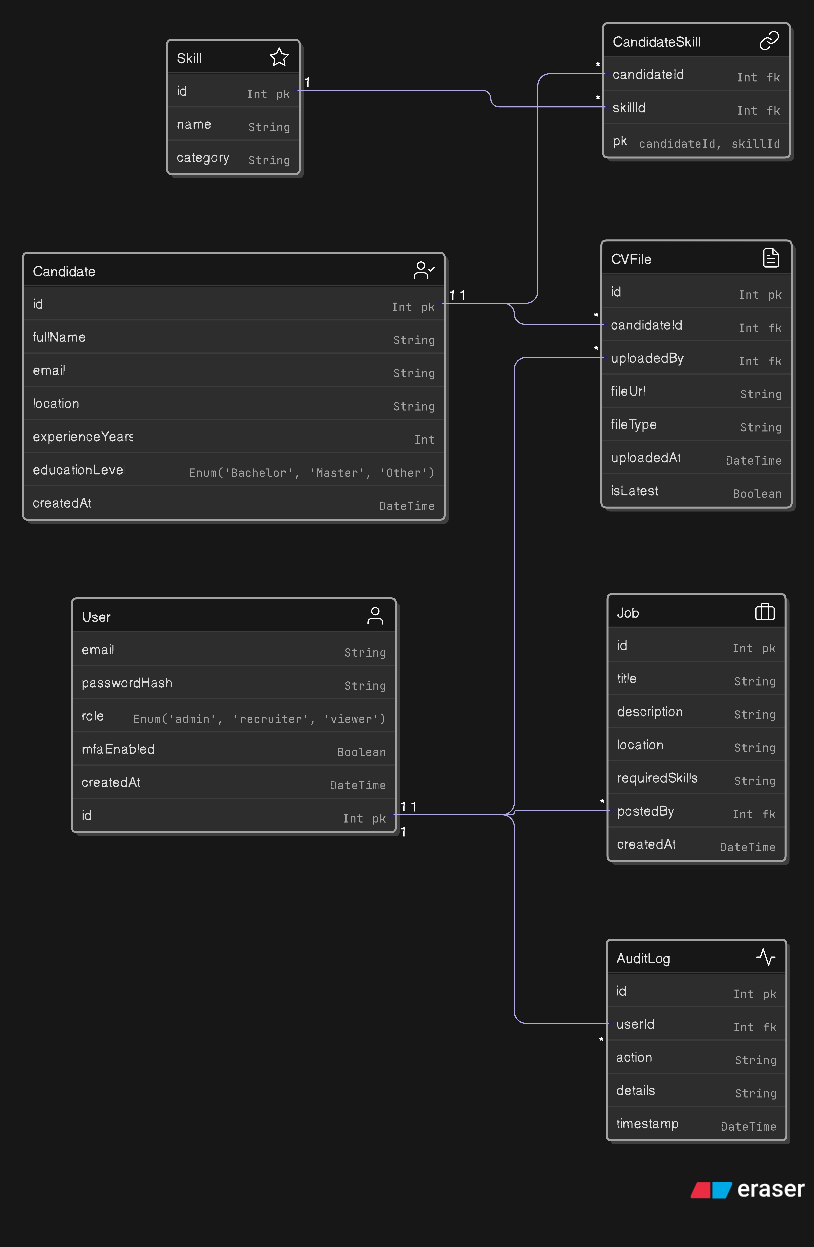 Skill
id Int pk
name String
category String
1
CandidateSkill
* candidateId Int fk
* skillId Int fk
pk candidateId, skillId
Candidate
id Int pk
fullName String
email String
location String
experienceYears Int
educationLeve Enum('Bachelor', 'Master', 'Other')
createdAt DateTime
1 1
CVFile
id Int pk
* candidateId Int fk
* uploadedBy Int fk
fileUrl String
fileType String
uploadedAt DateTime
isLatest Boolean
User
email String
passwordHash String
role Enum('admin', 'recruiter', 'viewer')
mfaEnabled Boolean
createdAt DateTime
id Int pk
1 1
1
Job
id Int pk
title String
description String
location String
requiredSkills String
* postedBy Int fk
createdAt DateTime
AuditLog
id Int pk
userId Int fk
*
action String
details String
timestamp DateTime
eraser